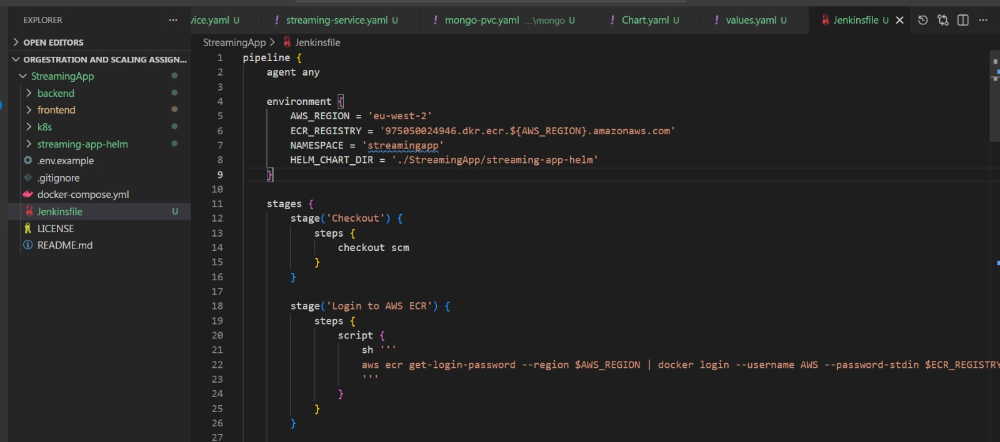 EXPLORER
OPEN EDITORS
ORGESTRATION AND SCALING ASSIGN...
StreamingApp
backend
frontend
k8s
streaming-app-helm
.env.example
.gitignore
docker-compose.yml
Jenkinsfile U
LICENSE
README.md
vice.yaml U
! streaming-service.yaml U
! mongo-pvc.yaml ...\mongo U
! Chart.yaml U
! values.yaml U
Jenkinsfile U
StreamingApp > Jenkinsfile
1 pipeline {
2 agent any
3
4 environment {
5 AWS_REGION = 'eu-west-2'
6 ECR_REGISTRY = '975050024946.dkr.ecr.${AWS_REGION}.amazonaws.com'
7 NAMESPACE = 'streamingapp'
8 HELM_CHART_DIR = './StreamingApp/streaming-app-helm'
9 }
10
11 stages {
12 stage('Checkout') {
13 steps {
14 checkout scm
15 }
16 }
17
18 stage('Login to AWS ECR') {
19 steps {
20 script {
21 sh '''
22 aws ecr get-login-password --region $AWS_REGION | docker login --username AWS --password-stdin $ECR_REGISTRY
23 '''
24 }
25 }
26 }
27